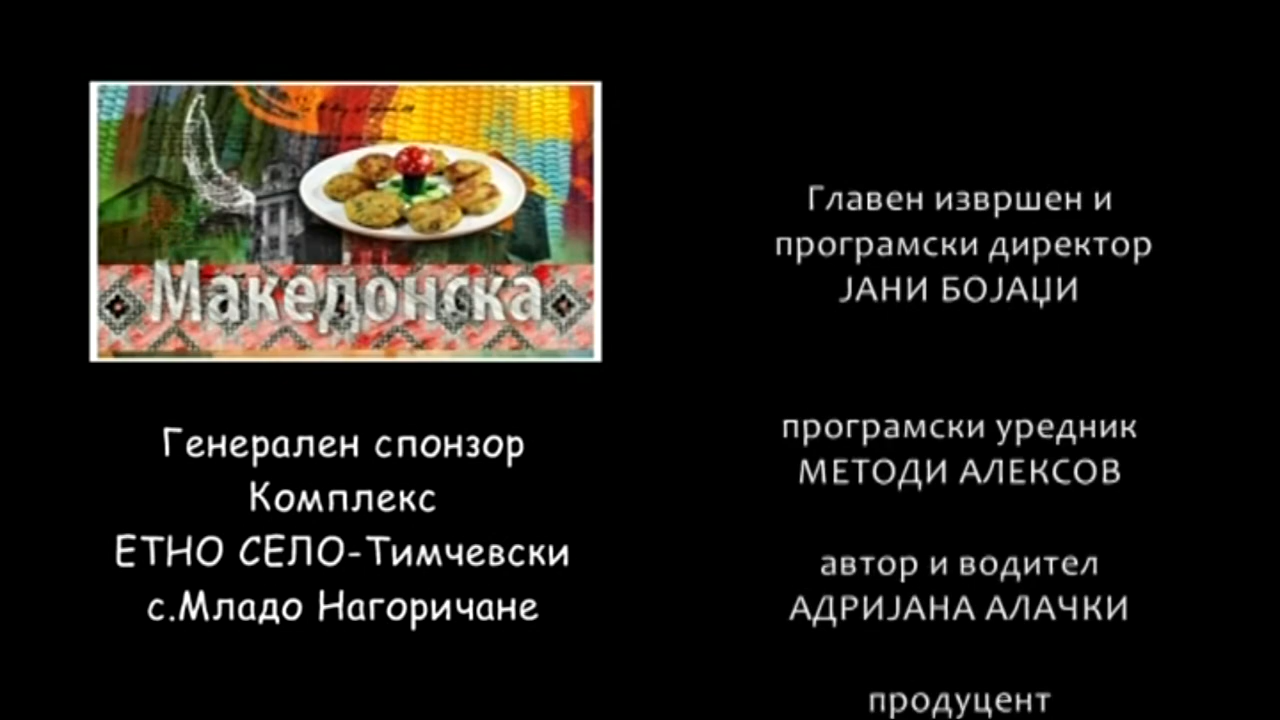 Македонска
Генерален спонзор
Комплекс
ЕТНО СЕЛО-Тимчевски
с.Младо Нагоричане
Главен извршен и
програмски директор
ЈАНИ БОЈАЏИ
програмски уредник
МЕТОДИ АЛЕКСОВ
автор и водител
АДРИЈАНА АЛАЧКИ
продуцент